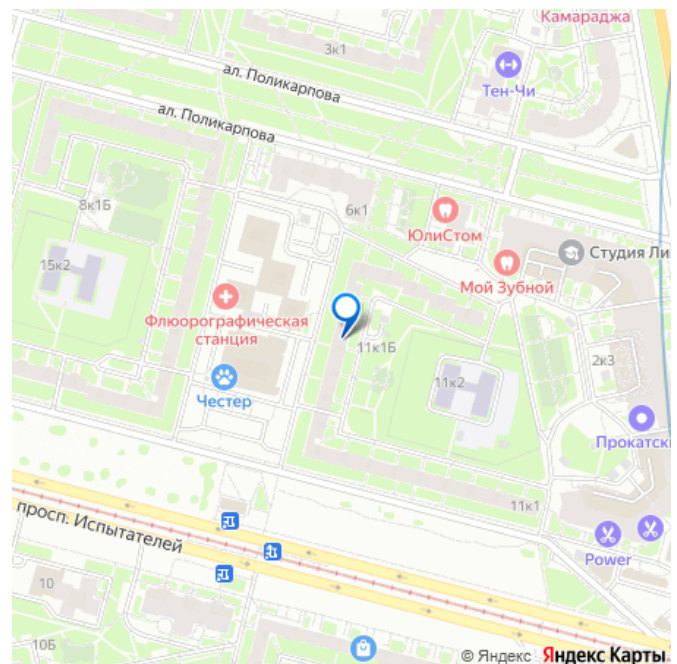 Камараджа
3к1
Тен-Чи
ал. Поликарпова
ал. Поликарпова
8к1Б
6к1
ЮлиСтом
Студия Ли
15к2
Мой Зубной
Флюорографическая
станция
11к1Б
2к3
11к2
Честер
Прокатск
11к1
просп. Испытателей
Power
10
10Б
© Яндекс Яндекс Карты